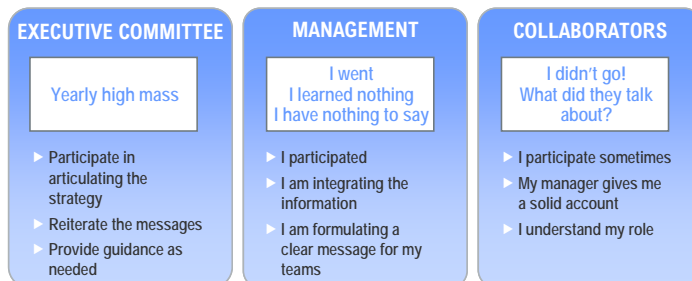 EXECUTIVE COMMITTEE
Yearly high mass
Participate in
articulating the
strategy
Reiterate the messages
Provide guidance as
needed
MANAGEMENT
I went
I learned nothing
I have nothing to say
I participated
I am integrating the
information
I am formulating a
clear message for my
teams
COLLABORATORS
I didn't go!
What did they talk
about?
I participate sometimes
My manager gives me
a solid account
I understand my role